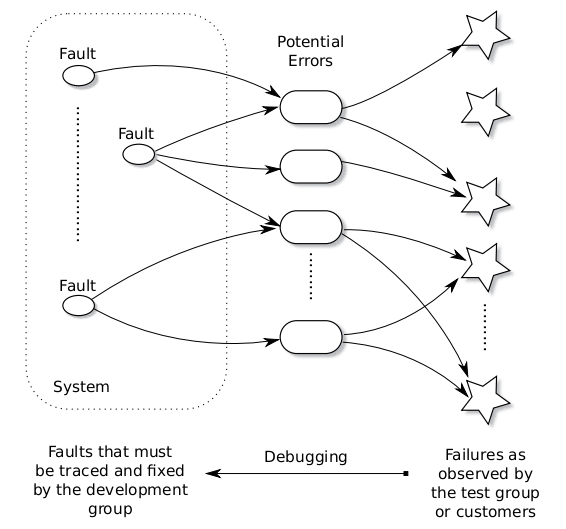 Fault
Potential
Errors
Fault
Fault
System
Faults that must
be traced and fixed
by the development
group
Debugging
Failures as
observed by
the test group
or customers